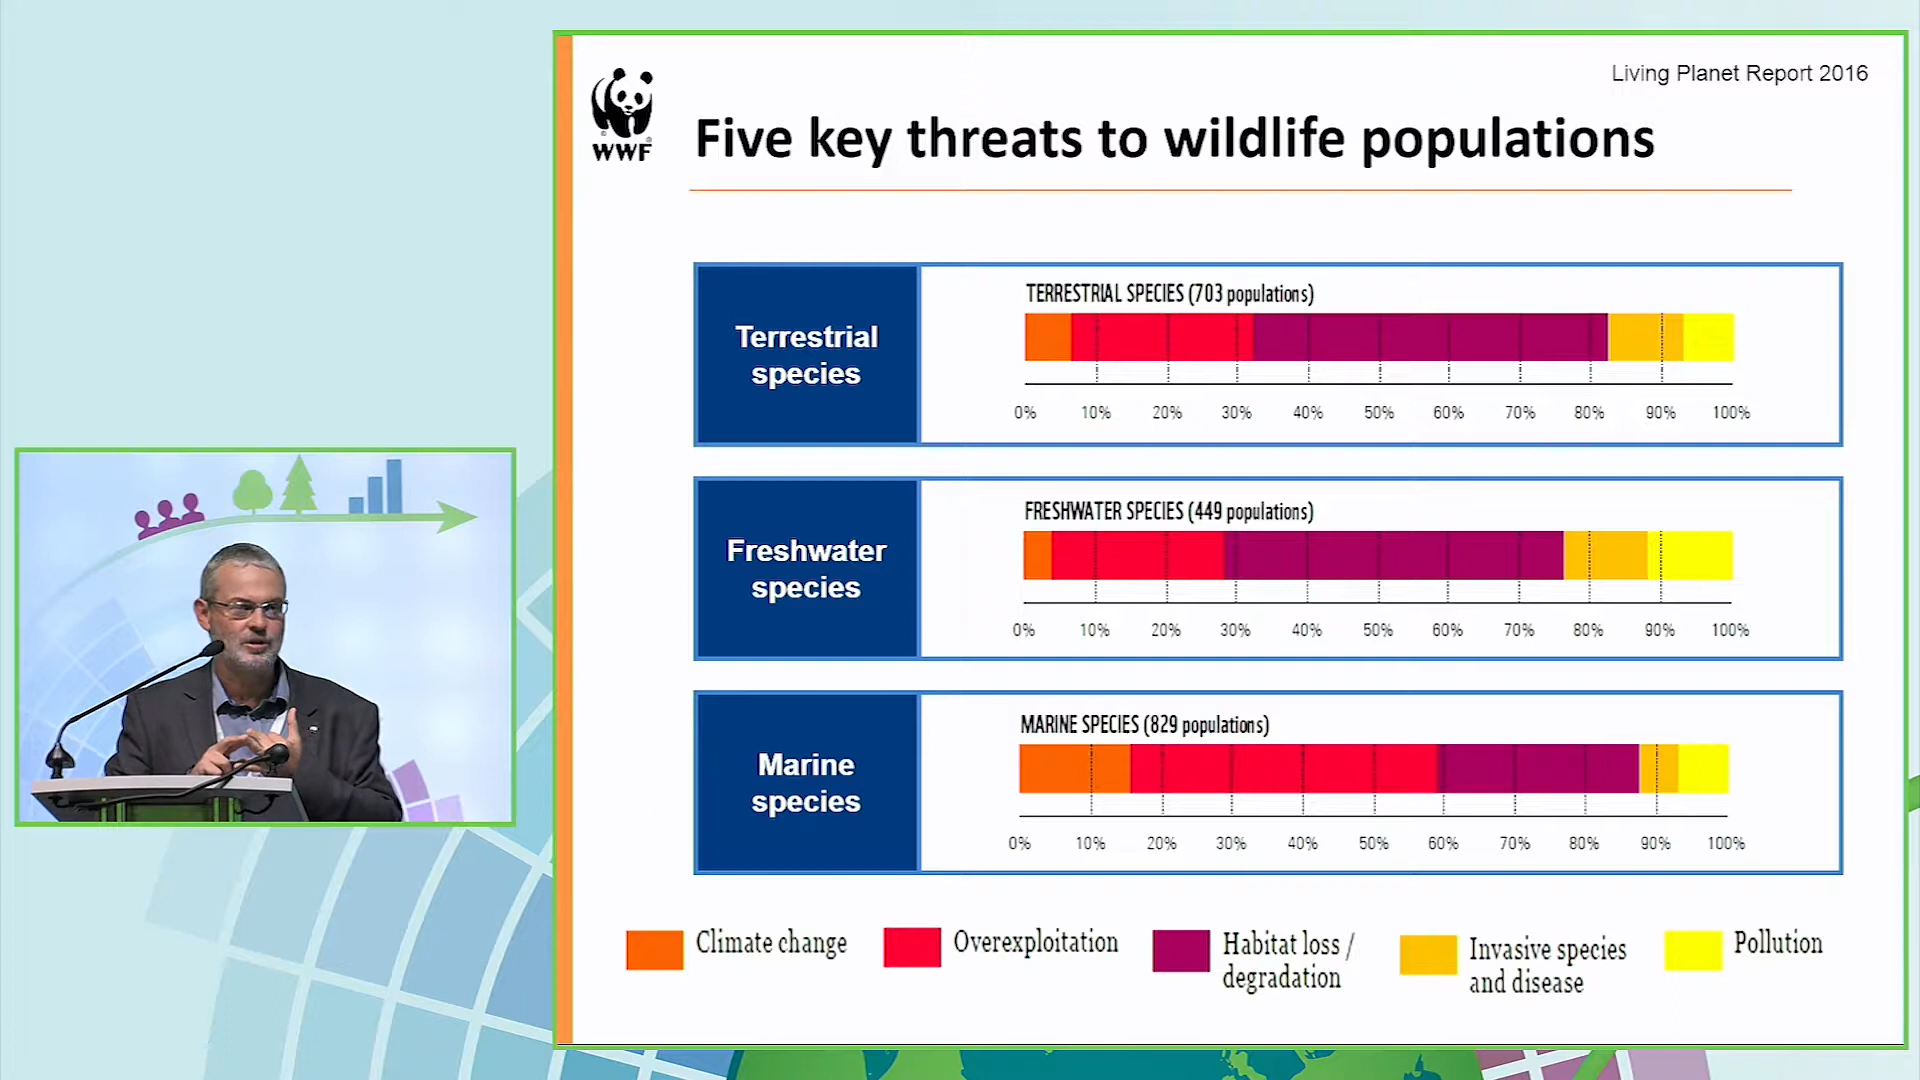 Living Planet Report 2016
WWF
Five key threats to wildlife populations
Terrestrial
species
TERRESTRIAL SPECIES (703 populations)
0% 10% 20% 30% 40% 50% 60% 70% 80% 90% 100%
Freshwater
species
FRESHWATER SPECIES (449 populations)
0% 10% 20% 30% 40% 50% 60% 70% 80% 90% 100%
Marine
species
MARINE SPECIES (829 populations)
0% 10% 20% 30% 40% 50% 60% 70% 80% 90% 100%
Climate change
Overexploitation
Habitat loss /
degradation
Invasive species
and disease
Pollution